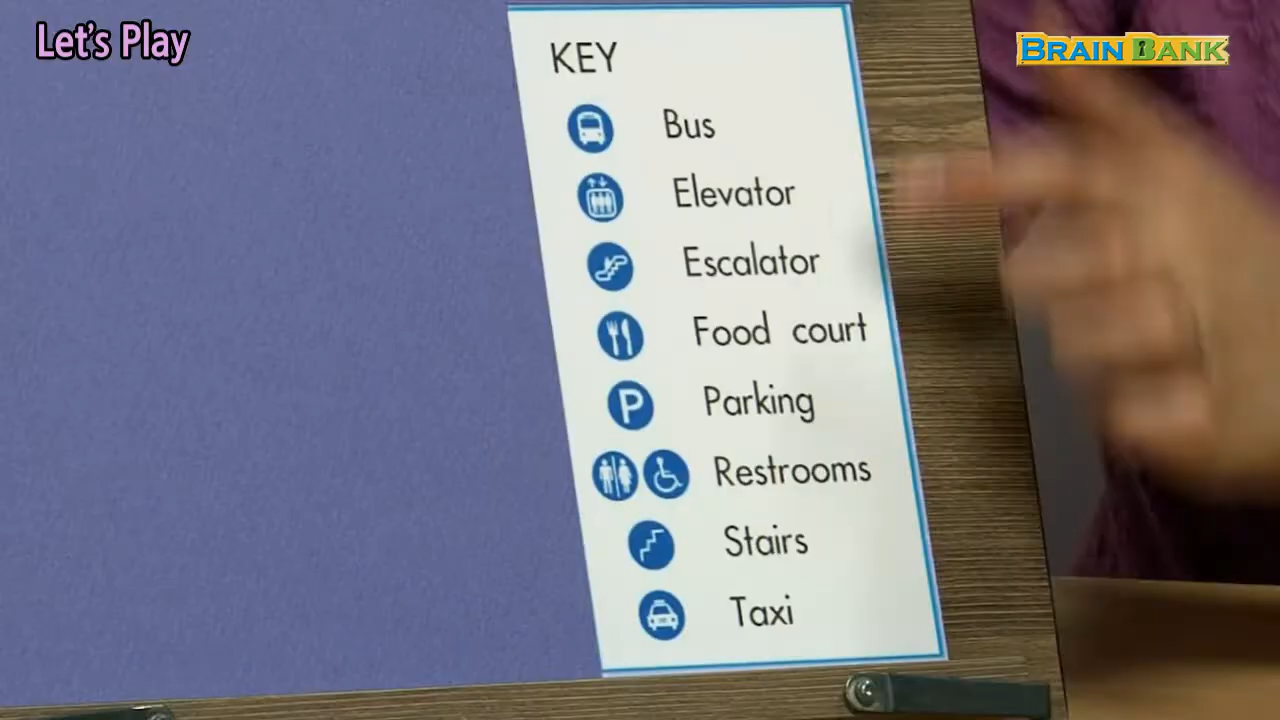 Let's Play
BRAIN BANK
KEY
Bus
Elevator
Escalator
Food court
P Parking
Restrooms
Stairs
Taxi